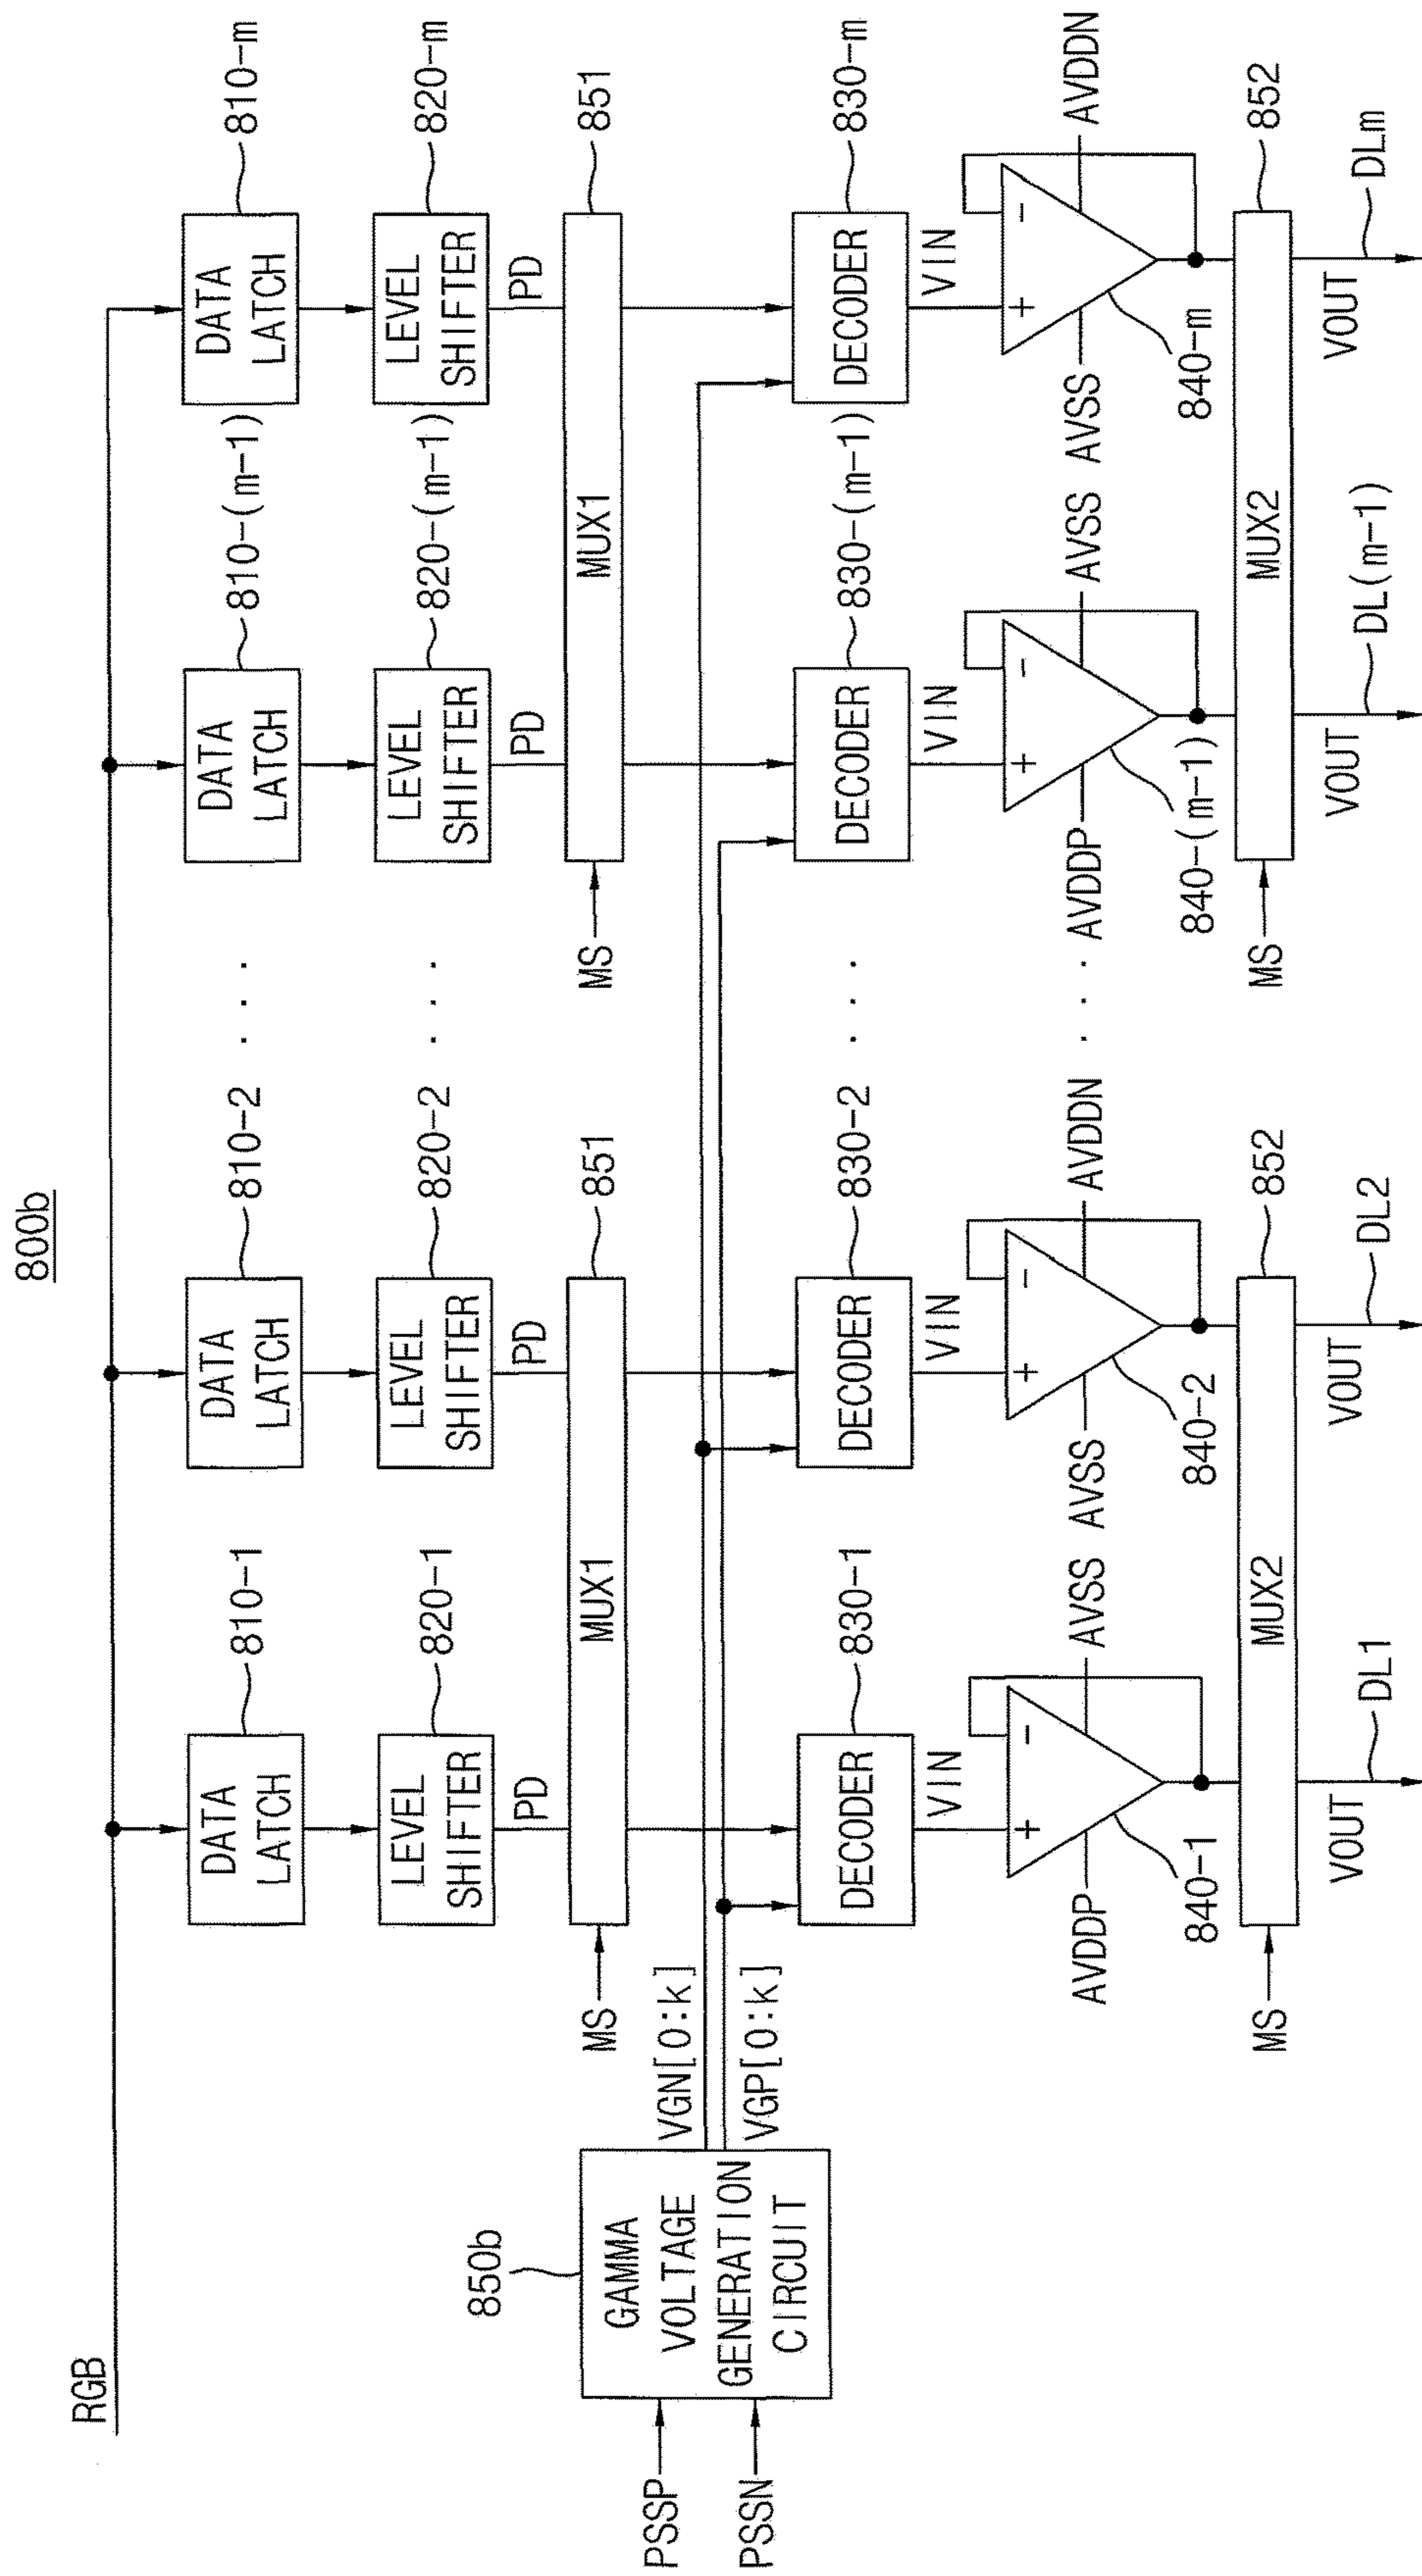 800b
RGB
810-1
810-2
810-(m-1)
810-m
DATA
LATCH
DATA
LATCH
. . .
DATA
LATCH
DATA
LATCH
820-1
820-2
820-(m-1)
820-m
LEVEL
SHIFTER
LEVEL
SHIFTER
. . .
LEVEL
SHIFTER
LEVEL
SHIFTER
PD
PD
PD
PD
851
851
MS
MUX1
MS
MUX1
850b
PSSP
PSSN
GAMMA
VOLTAGE
GENERATION
CIRCUIT
VGN[0:k]
VGP[0:k]
830-1
830-2
830-(m-1)
830-m
DECODER
DECODER
. . .
DECODER
DECODER
VIN
VIN
VIN
VIN
+
-
+
-
+
-
+
-
AVDDP
AVSS
AVSS
AVDDN
. . .
AVDDP
AVSS
AVSS
AVDDN
840-1
840-2
840-(m-1)
840-m
852
852
MS
MUX2
MS
MUX2
VOUT
DL1
VOUT
DL2
VOUT
DL(m-1)
VOUT
DLm